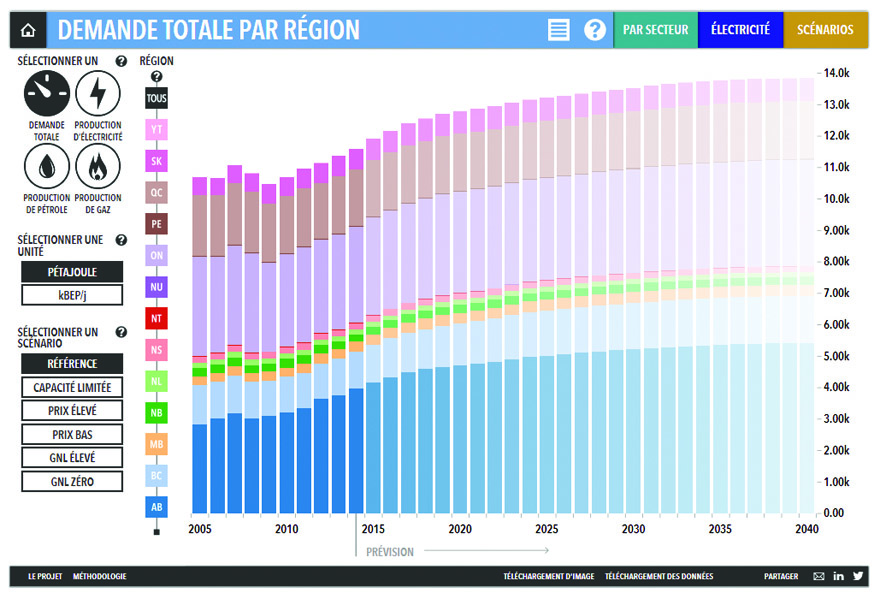 DEMANDE TOTALE PAR RÉGION
?
PAR SECTEUR
ÉLECTRICITÉ
SCÉNARIOS
SÉLECTIONNER UN ?
DEMANDE
TOTALE
PRODUCTION
D'ÉLECTRICITÉ
PRODUCTION
DE PÉTROLE
PRODUCTION
DE GAZ
SÉLECTIONNER UNE
UNITÉ
?
PÉTAJOULE
kBEP/j
SÉLECTIONNER UN
SCÉNARIO
?
RÉFÉRENCE
CAPACITÉ LIMITÉE
PRIX ÉLEVÉ
PRIX BAS
GNL ÉLEVÉ
GNL ZÉRO
RÉGION
?
TOUS
YT
SK
QC
PE
ON
NU
NT
NS
NL
NB
MB
BC
AB
14.0k
13.0k
12.0k
11.0k
10.0k
9.00k
8.00k
7.00k
6.00k
5.00k
4.00k
3.00k
2.00k
1.00k
0.00
2005 2010 2015 2020 2025 2030 2035 2040
PRÉVISION
LE PROJET MÉTHODOLOGIE TÉLÉCHARGEMENT D'IMAGE TÉLÉCHARGEMENT DES DONNÉES PARTAGER in